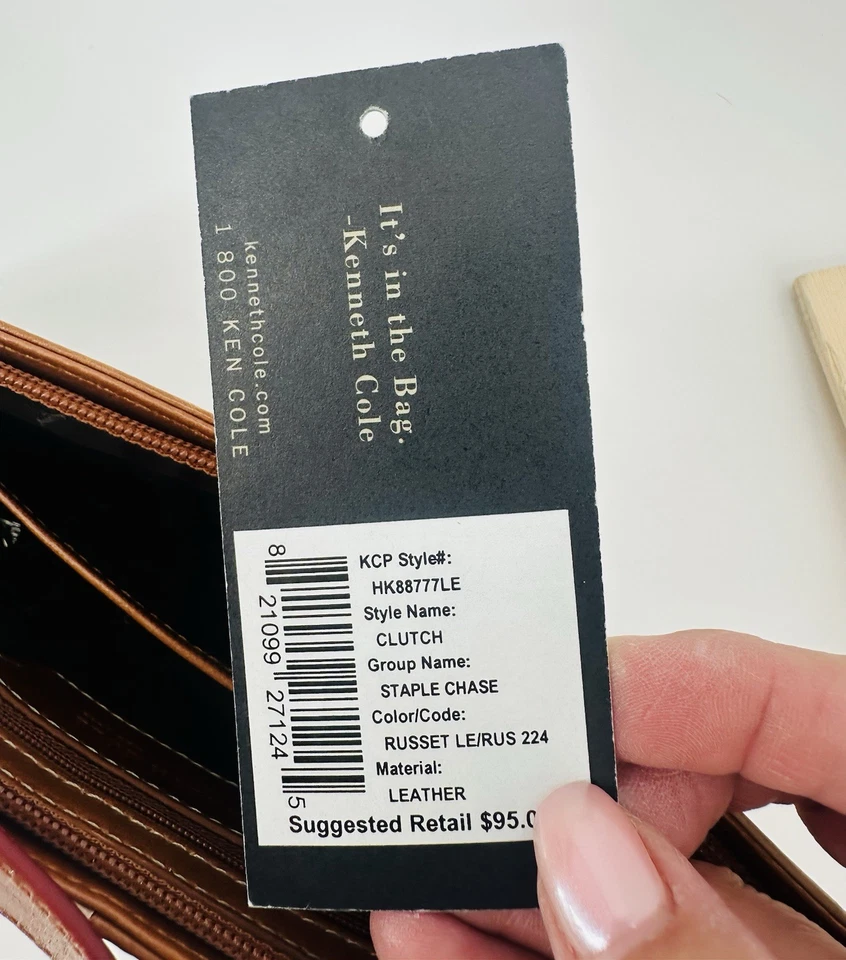 It's in the Bag.
-Kenneth Cole
kennethcole.com
1 800 KEN COLE
8 21099 27124 5
KCP Style#:
HK88777LE
Style Name:
CLUTCH
Group Name:
STAPLE CHASE
Color/Code:
RUSSET LE/RUS 224
Material:
LEATHER
Suggested Retail $95.0